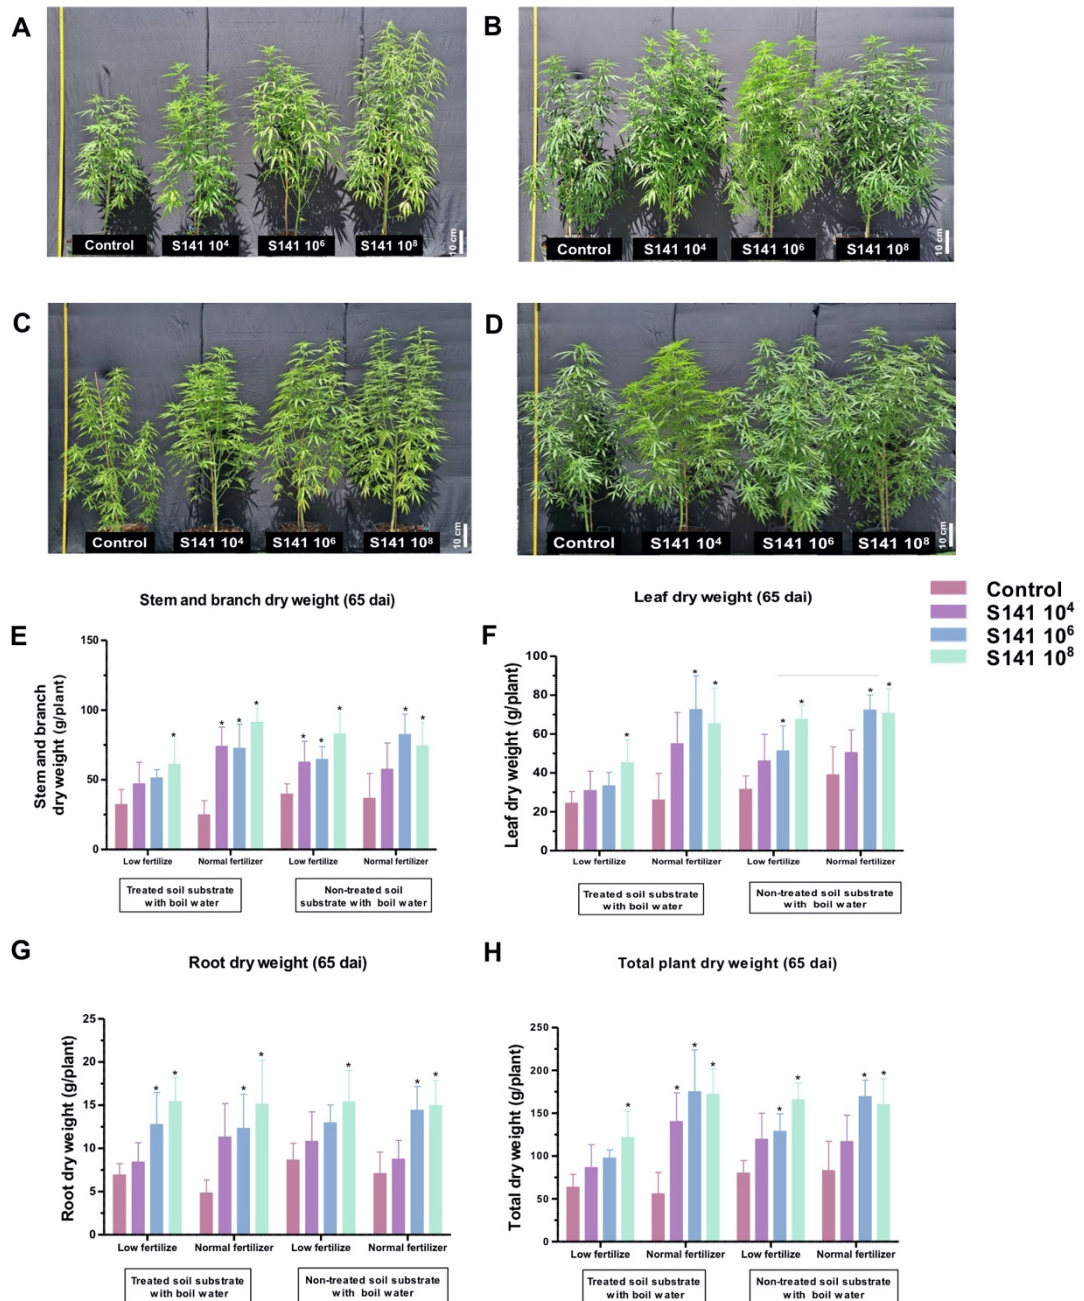 A
B
Control
S141 10⁴
S141 10⁶
S141 10⁸
10 cm
Control
S141 10⁴
S141 10⁶
S141 10⁸
10 cm
C
D
Control
S141 10⁴
S141 10⁶
S141 10⁸
10 cm
Control
S141 10⁴
S141 10⁶
S141 10⁸
10 cm
Control
S141 10⁴
S141 10⁶
S141 10⁸
E
Stem and branch dry weight (65 dai)
Stem and branch
dry weight (g/plant)
150
100
50
0
*
* * *
* * *
* *
Low fertilize
Normal fertilizer
Low fertilize
Normal fertilizer
Treated soil substrate
with boil water
Non-treated soil
substrate with boil water
F
Leaf dry weight (65 dai)
Leaf dry weight (g/plant)
100
80
60
40
20
0
*
* *
* *
* *
Low fertilize
Normal fertilizer
Low fertilize
Normal fertilizer
Treated soil substrate
with boil water
Non-treated soil substrate
with boil water
G
Root dry weight (65 dai)
Root dry weight (g/plant)
25
20
15
10
5
0
* *
* *
*
* *
Low fertilize
Normal fertilizer
Low fertilize
Normal fertilizer
Treated soil substrate
with boil water
Non-treated soil substrate
with boil water
H
Total plant dry weight (65 dai)
Total dry weight (g/plant)
250
200
150
100
50
0
*
* * *
* *
* *
Low fertilize
Normal fertilizer
Low fertilize
Normal fertilizer
Treated soil substrate
with boil water
Non-treated soil substrate
with boil water